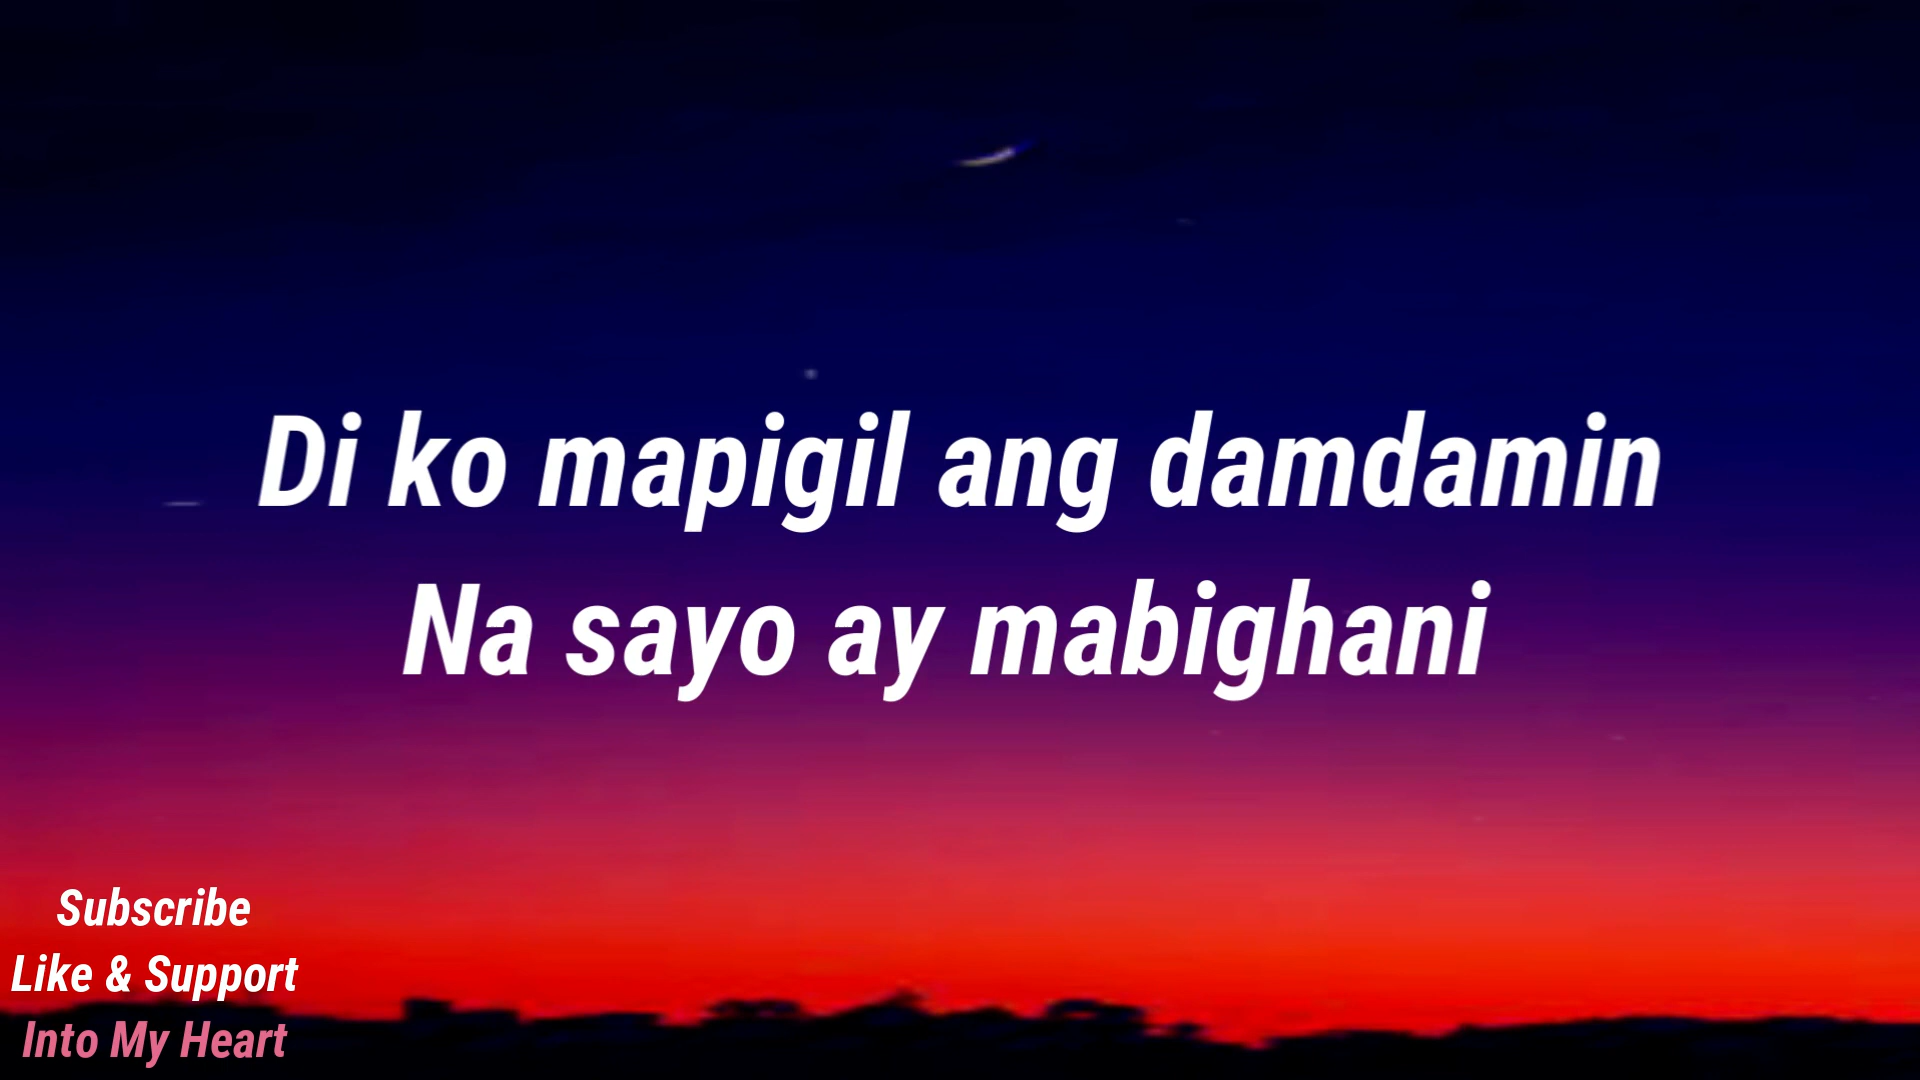 Di ko mapigil ang damdamin
Na sayo ay mabighani
Subscribe
Like & Support
Into My Heart